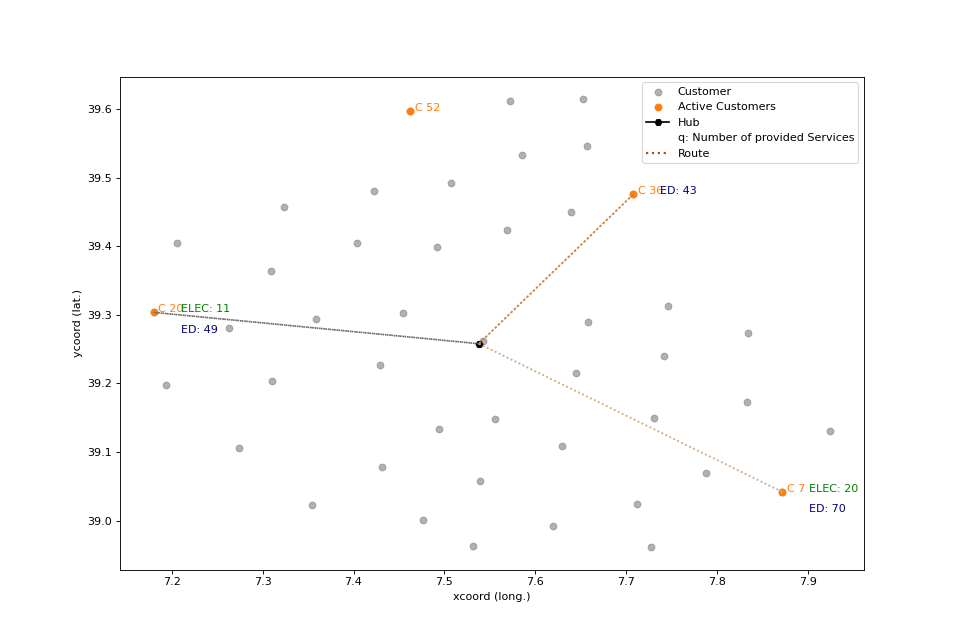 Customer
Active Customers
Hub
q: Number of provided Services
Route
C 52
C 36
ED: 43
C 20
ELEC: 11
ED: 49
C 7
ELEC: 20
ED: 70
ycoord (lat.)
39.6
39.5
39.4
39.3
39.2
39.1
39.0
7.2 7.3 7.4 7.5 7.6 7.7 7.8 7.9
xcoord (long.)